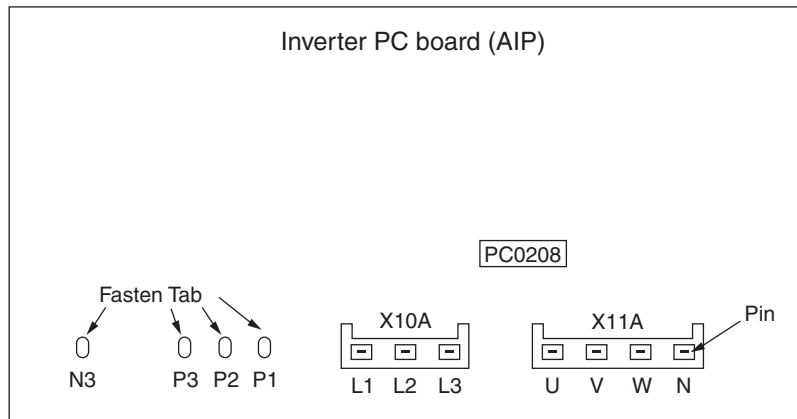 Inverter PC board (AIP)
PC0208
Fasten Tab
X10A
X11A
Pin
N3 P3 P2 P1 L1 L2 L3 U V W N